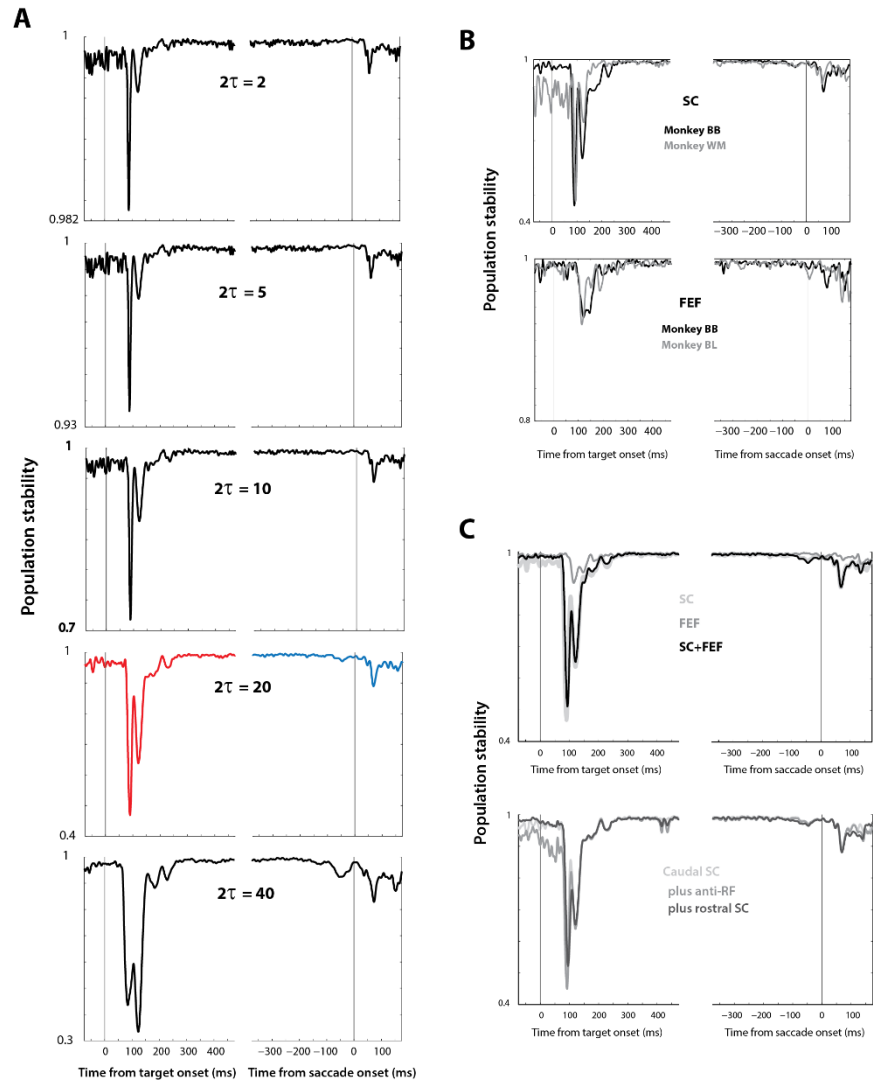 A
1
2τ = 2
0.982
1
2τ = 5
0.93
1
2τ = 10
0.7
1
2τ = 20
0.4
1
2τ = 40
0.3
Population stability
0 100 200 300 400 −300 −200 −100 0 100
Time from target onset (ms) Time from saccade onset (ms)
B
1
SC
Monkey BB
Monkey WM
0.4
0 100 200 300 400 −300 −200 −100 0 100
1
FEF
Monkey BB
Monkey BL
0.8
Population stability
0 100 200 300 400 −300 −200 −100 0 100
Time from target onset (ms) Time from saccade onset (ms)
C
1
SC
FEF
SC+FEF
0.4
0 100 200 300 400 −300 −200 −100 0 100
Time from target onset (ms) Time from saccade onset (ms)
Population stability
1
Caudal SC
plus anti-RF
plus rostral SC
0.4
0 100 200 300 400 −300 −200 −100 0 100
Time from target onset (ms) Time from saccade onset (ms)